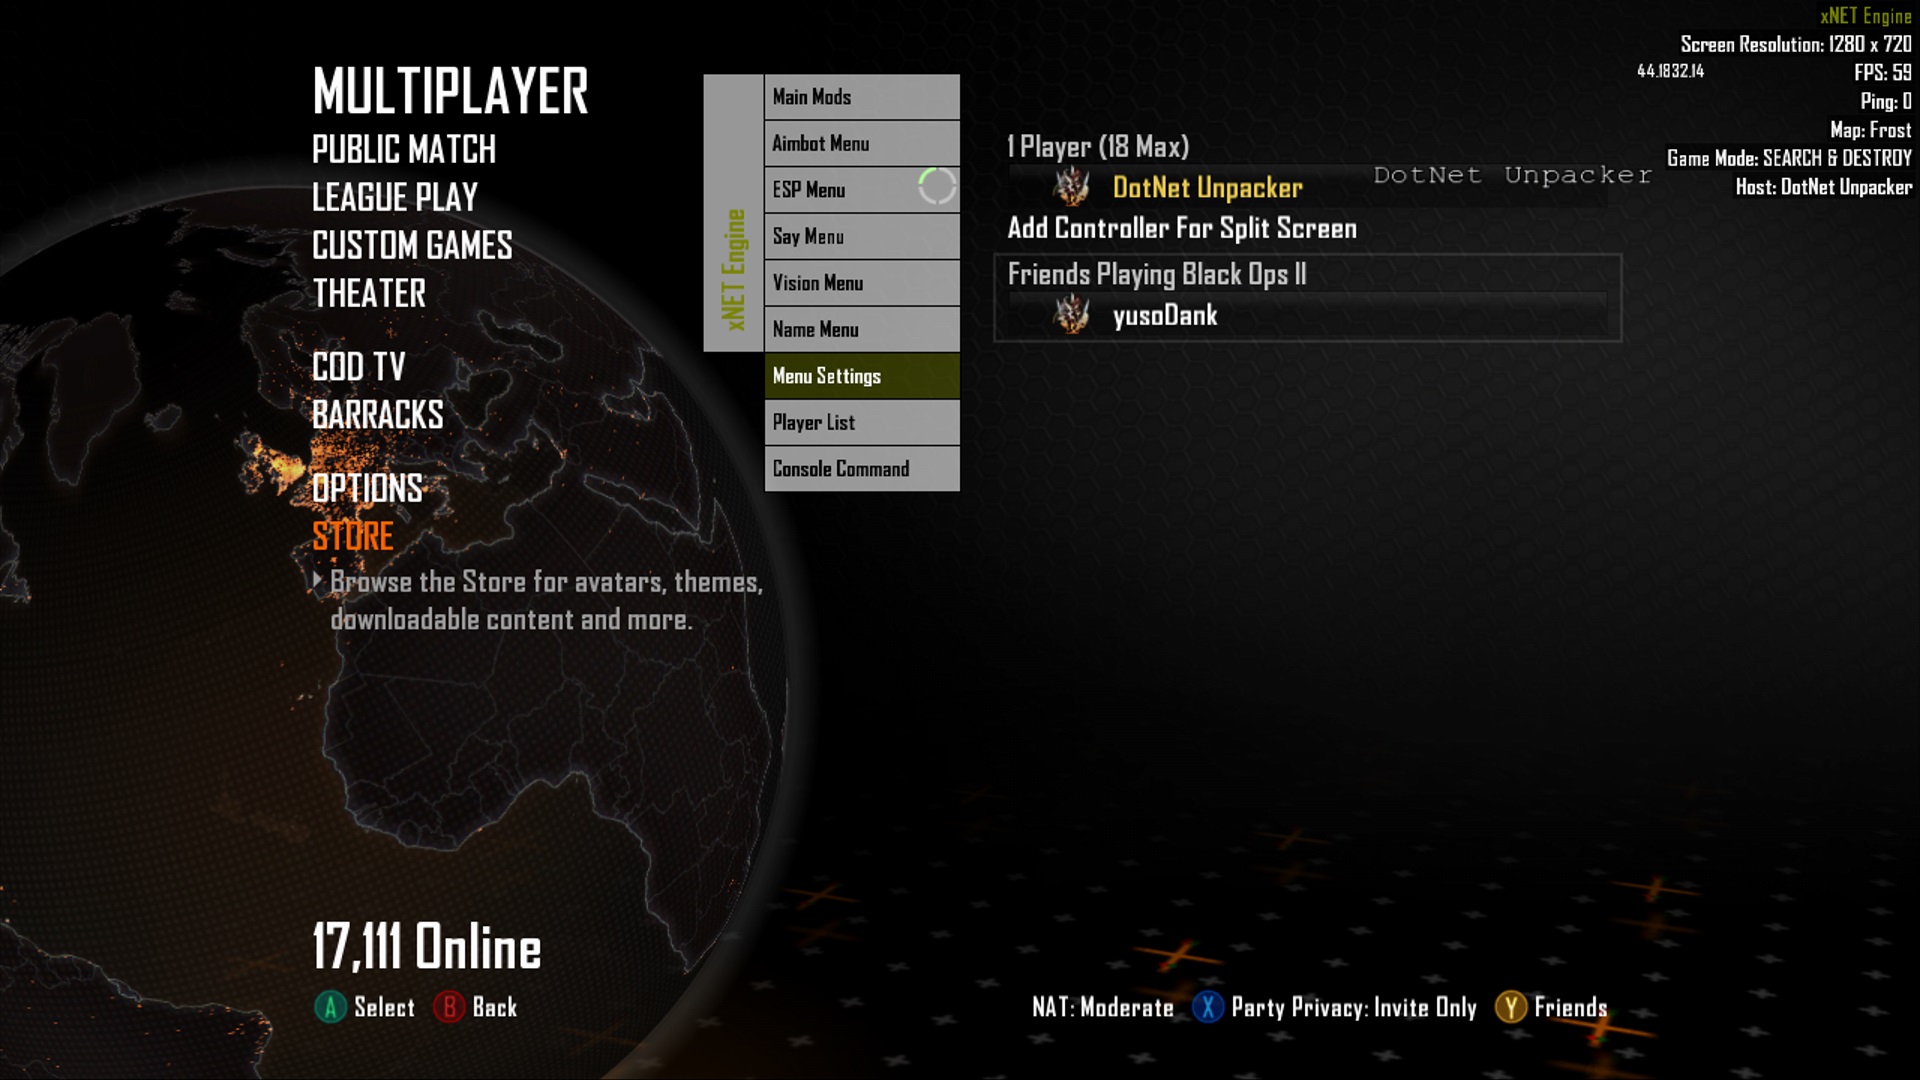 MULTIPLAYER
PUBLIC MATCH
LEAGUE PLAY
CUSTOM GAMES
THEATER
COD TV
BARRACKS
OPTIONS
STORE
Browse the Store for avatars, themes,
downloadable content and more.
17,111 Online
A Select B Back
xNET Engine
Main Mods
Aimbot Menu
ESP Menu
Say Menu
Vision Menu
Name Menu
Menu Settings
Player List
Console Command
1 Player (18 Max)
DotNet Unpacker
DotNet Unpacker
Add Controller For Split Screen
Friends Playing Black Ops II
yusoDank
xNET Engine
Screen Resolution: 1280 x 720
44.1832.14
FPS: 59
Ping: 0
Map: Frost
Game Mode: SEARCH & DESTROY
Host: DotNet Unpacker
NAT: Moderate X Party Privacy: Invite Only Y Friends